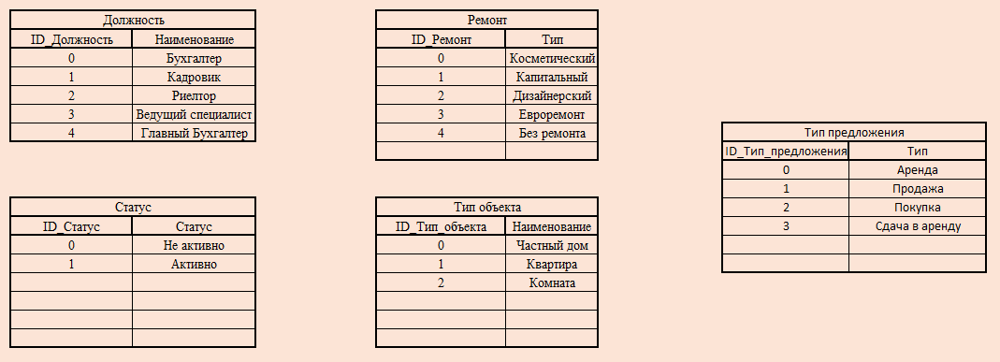 Должность
ID_Должность Наименование
0 Бухгалтер
1 Кадровик
2 Риелтор
3 Ведущий специалист
4 Главный Бухгалтер
Ремонт
ID_Ремонт Тип
0 Косметический
1 Капитальный
2 Дизайнерский
3 Евроремонт
4 Без ремонта
Тип предложения
ID_Тип_предложения Тип
0 Аренда
1 Продажа
2 Покупка
3 Сдача в аренду
Статус
ID_Статус Статус
0 Не активно
1 Активно
Тип объекта
ID_Тип_объекта Наименование
0 Частный дом
1 Квартира
2 Комната